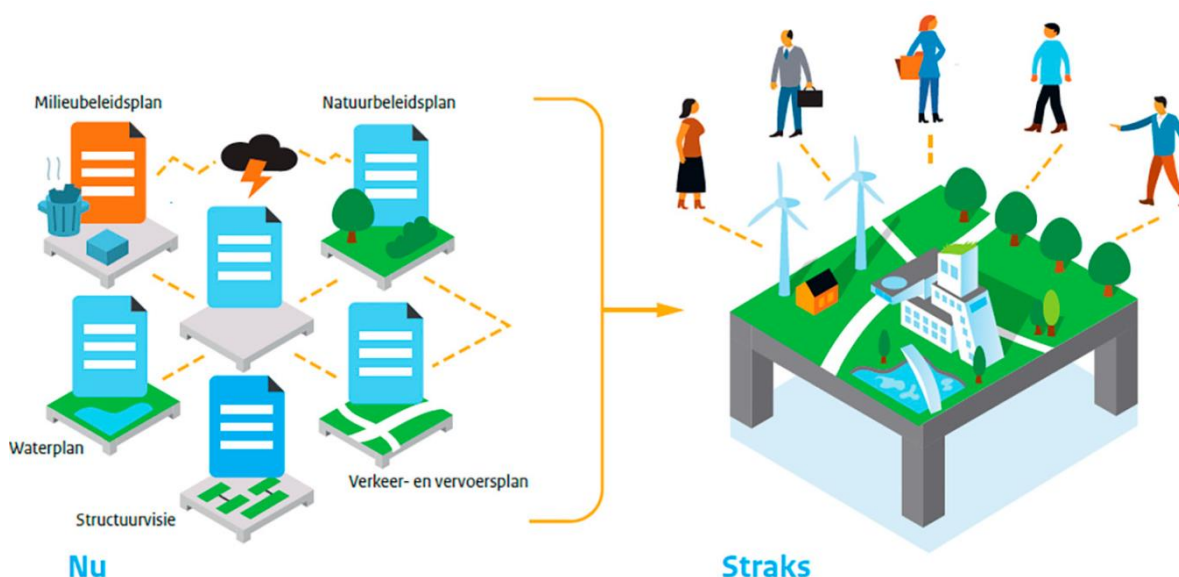 Milieubeleidsplan
Natuurbeleidsplan
Waterplan
Verkeer- en vervoersplan
Structuurvisie
Nu
Straks